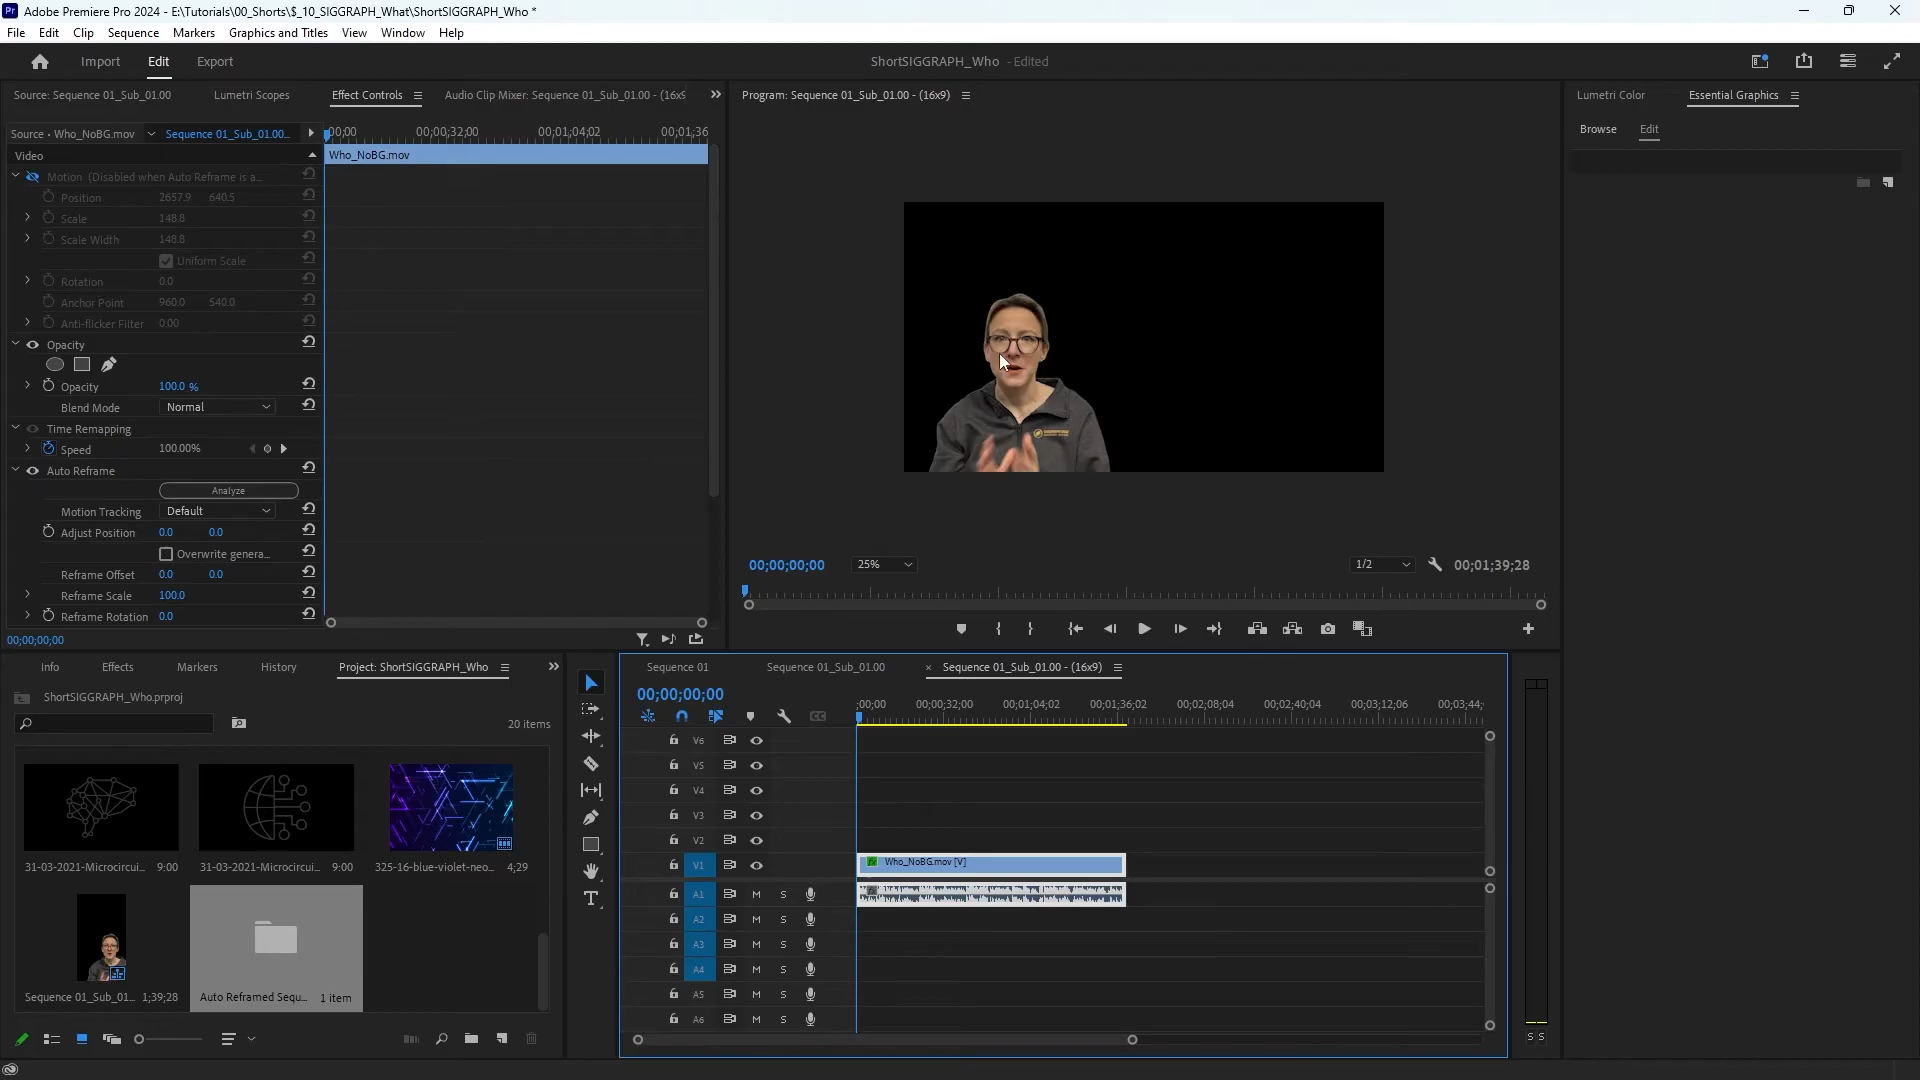 Adobe Premiere Pro 2024 - E:\Tutorials\00_Shorts\$_10_SIGGRAPH_What\ShortSIGGRAPH_Who *
File Edit Clip Sequence Markers Graphics and Titles View Window Help
Import Edit Export
ShortSIGGRAPH_Who - Edited
Source: Sequence 01_Sub_01.00
Lumetri Scopes
Effect Controls
Audio Clip Mixer: Sequence 01_Sub_01.00 - (16x9
Source • Who_NoBG.mov
Sequence 01_Sub_01.00...
;00;00 00;00;32;00 00;01;04;02 00;01;36
Video
Who_NoBG.mov
Motion (Disabled when Auto Reframe is a...
Position 2657.9 640.5
Scale 148.8
Scale Width 148.8
Uniform Scale
Rotation 0.0
Anchor Point 960.0 540.0
Anti-flicker Filter 0.00
Opacity
Opacity 100.0 %
Blend Mode Normal
Time Remapping
Speed 100.00%
Auto Reframe
Analyze
Motion Tracking Default
Adjust Position 0.0 0.0
Overwrite genera...
Reframe Offset 0.0 0.0
Reframe Scale 100.0
Reframe Rotation 0.0
00;00;00;00
Program: Sequence 01_Sub_01.00 - (16x9)
00;00;00;00
25%
1/2
00;01;39;28
Lumetri Color
Essential Graphics
Browse Edit
Info Effects Markers History Project: ShortSIGGRAPH_Who
ShortSIGGRAPH_Who.prproj
20 items
31-03-2021-Microcircui... 9:00
31-03-2021-Microcircui... 9:00
325-16-blue-violet-neo... 4;29
Sequence 01_Sub_01... 1;39;28
Auto Reframed Sequ... 1 item
Sequence 01
Sequence 01_Sub_01.00
× Sequence 01_Sub_01.00 - (16x9)
00;00;00;00
;00;00 00;00;32;00 00;01;04;02 00;01;36;02 00;02;08;04 00;02;40;04 00;03;12;06 00;03;44;
V6
V5
V4
V3
V2
V1
fx Who_NoBG.mov [V]
A1 M S
fx
A2 M S
A3 M S
A4 M S
A5 M S
A6 M S
S S